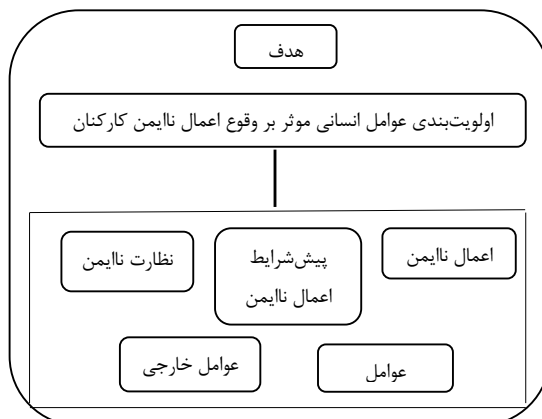 هدف
اولویت‌بندی عوامل انسانی موثر بر وقوع اعمال ناایمن کارکنان
اعمال ناایمن
پیش‌شرایط
اعمال ناایمن
نظارت ناایمن
عوامل
عوامل خارجی